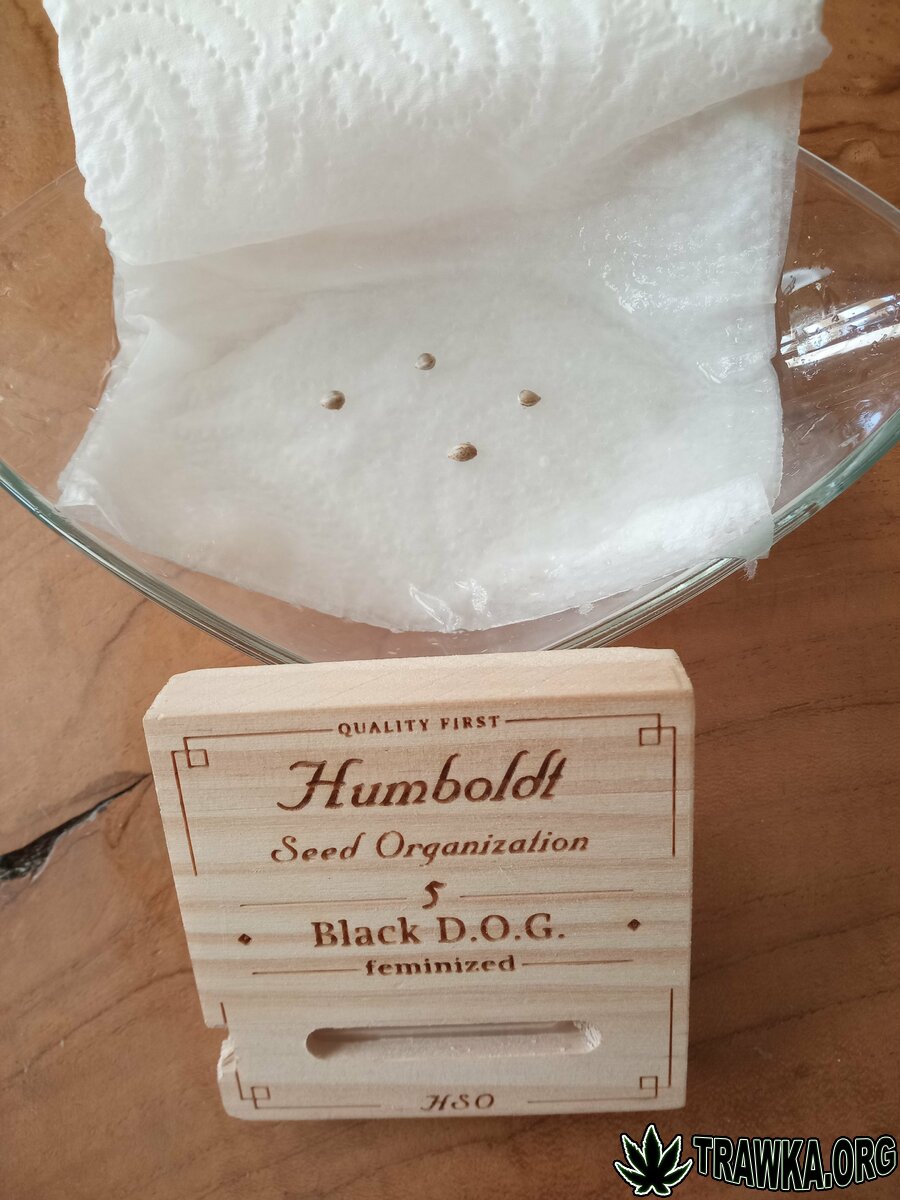 QUALITY FIRST
Humboldt
Seed Organization
5
Black D.O.G.
feminized
HSO
TRAWKA.ORG